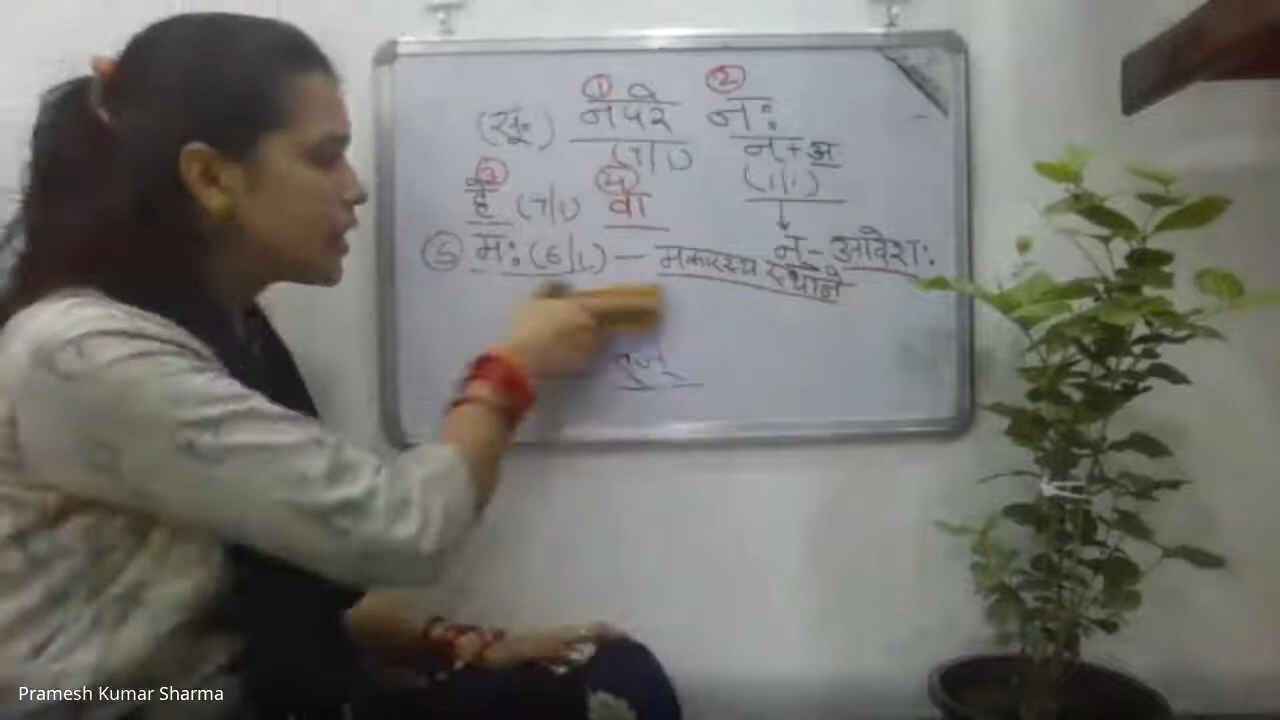 ① ②
(सूः) नपरे नः
(7/1) न् + अ
③ ④ (1/1)
हे (7/1) वा
⑤ मः (6/1) – मकारस्य स्थाने
न् - आदेशः
Pramesh Kumar Sharma